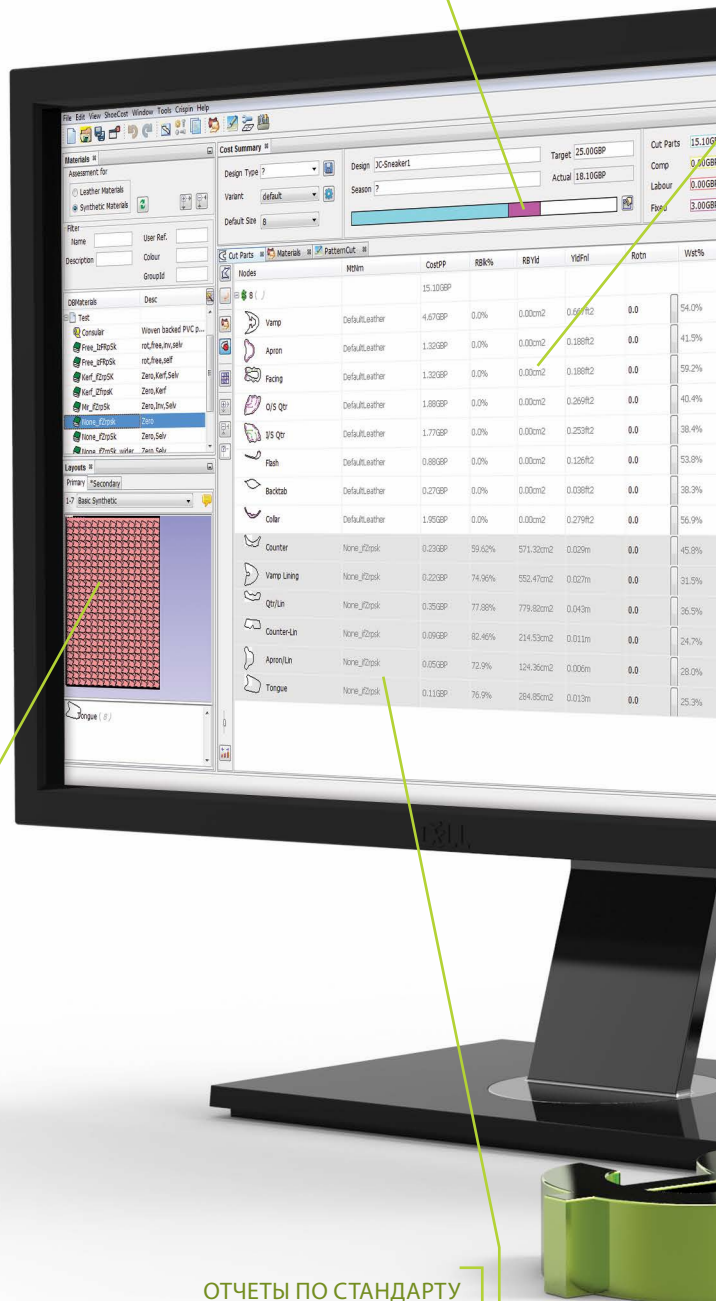 File Edit View ShoeCost Window Tools Crispin Help
Materials
Assessment for
Leather Materials
Synthetic Materials
Filter
Name User Ref.
Description Colour
GroupId
DBMaterials Desc
Test
Consular Woven backed PVC p...
Free_IzFRpSk rot,free,inv,selv
Free_IzFRpSK rot,free,self
Kerf_ifZrpSK Zero,Kerf,Selv
Kerf_iZfrpsK Zero,Kerf
Mr_ifZrpSk Zero,Inv,Selv
None_ifZrpsk Zero
None_ifZrpSK Zero,Selv
None_ifZrpSk_wider Zero,Selv
Layouts
Primary *Secondary
1-7 Basic Synthetic
Tongue ( 8 )
Cost Summary
Design Type ? Design JC-Sneaker1 Target 25.00GBP Cut Parts 15.10GBP
Variant default Season ? Actual 18.10GBP Comp 0.00GBP
Default Size 8 Labour 0.00GBP
Fixed 3.00GBP
Cut Parts Materials PatternCut
Nodes MtNm CostPP RBlk% RBYld YldFnl Rotn Wst%
8 ( ) 15.10GBP
Vamp DefaultLeather 4.67GBP 0.0% 0.00cm2 0.667ft2 0.0 54.0%
Apron DefaultLeather 1.32GBP 0.0% 0.00cm2 0.188ft2 0.0 41.5%
Facing DefaultLeather 1.32GBP 0.0% 0.00cm2 0.188ft2 0.0 59.2%
O/S Qtr DefaultLeather 1.88GBP 0.0% 0.00cm2 0.269ft2 0.0 40.4%
I/S Qtr DefaultLeather 1.77GBP 0.0% 0.00cm2 0.253ft2 0.0 38.4%
Flash DefaultLeather 0.88GBP 0.0% 0.00cm2 0.126ft2 0.0 53.8%
Backtab DefaultLeather 0.27GBP 0.0% 0.00cm2 0.038ft2 0.0 38.3%
Collar DefaultLeather 1.95GBP 0.0% 0.00cm2 0.279ft2 0.0 56.9%
Counter None_ifZrpsk 0.23GBP 59.62% 571.32cm2 0.029m 0.0 45.8%
Vamp Lining None_ifZrpsk 0.22GBP 74.96% 552.47cm2 0.027m 0.0 31.5%
Qtr/Lin None_ifZrpsk 0.35GBP 77.88% 779.82cm2 0.043m 0.0 36.5%
Counter-Lin None_ifZrpsk 0.09GBP 82.46% 214.53cm2 0.011m 0.0 24.7%
Apron/Lin None_ifZrpsk 0.05GBP 72.9% 124.36cm2 0.006m 0.0 28.0%
Tongue None_ifZrpsk 0.11GBP 76.9% 284.85cm2 0.013m 0.0 25.3%
DELL
ОТЧЕТЫ ПО СТАНДАРТУ